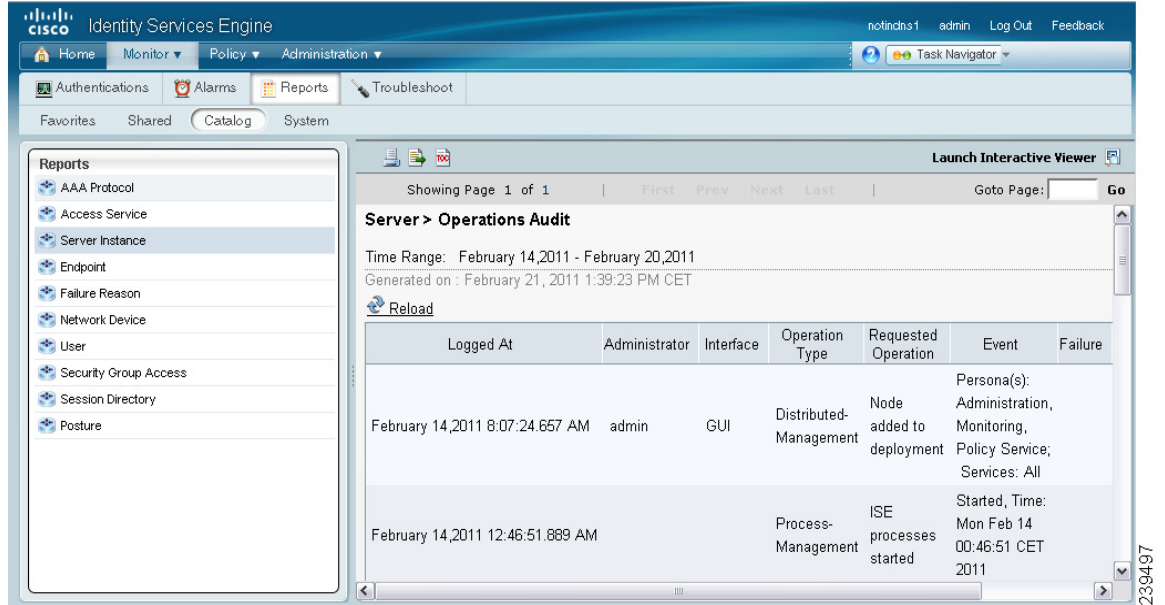 cisco Identity Services Engine
notindns1 admin Log Out Feedback
Home Monitor ▾ Policy ▾ Administration ▾
? Task Navigator ▾
Authentications Alarms Reports Troubleshoot
Favorites Shared Catalog System
Reports
AAA Protocol
Access Service
Server Instance
Endpoint
Failure Reason
Network Device
User
Security Group Access
Session Directory
Posture
TOC
Launch Interactive Viewer
Showing Page 1 of 1 | First Prev Next Last | Goto Page: Go
Server > Operations Audit
Time Range: February 14,2011 - February 20,2011
Generated on : February 21, 2011 1:39:23 PM CET
Reload
Logged At Administrator Interface Operation Type Requested Operation Event Failure
February 14,2011 8:07:24.657 AM admin GUI
Distributed-
Management
Node
added to
deployment
Persona(s):
Administration,
Monitoring,
Policy Service;
Services: All
February 14,2011 12:46:51.889 AM
Process-
Management
ISE
processes
started
Started, Time:
Mon Feb 14
00:46:51 CET
2011
239497